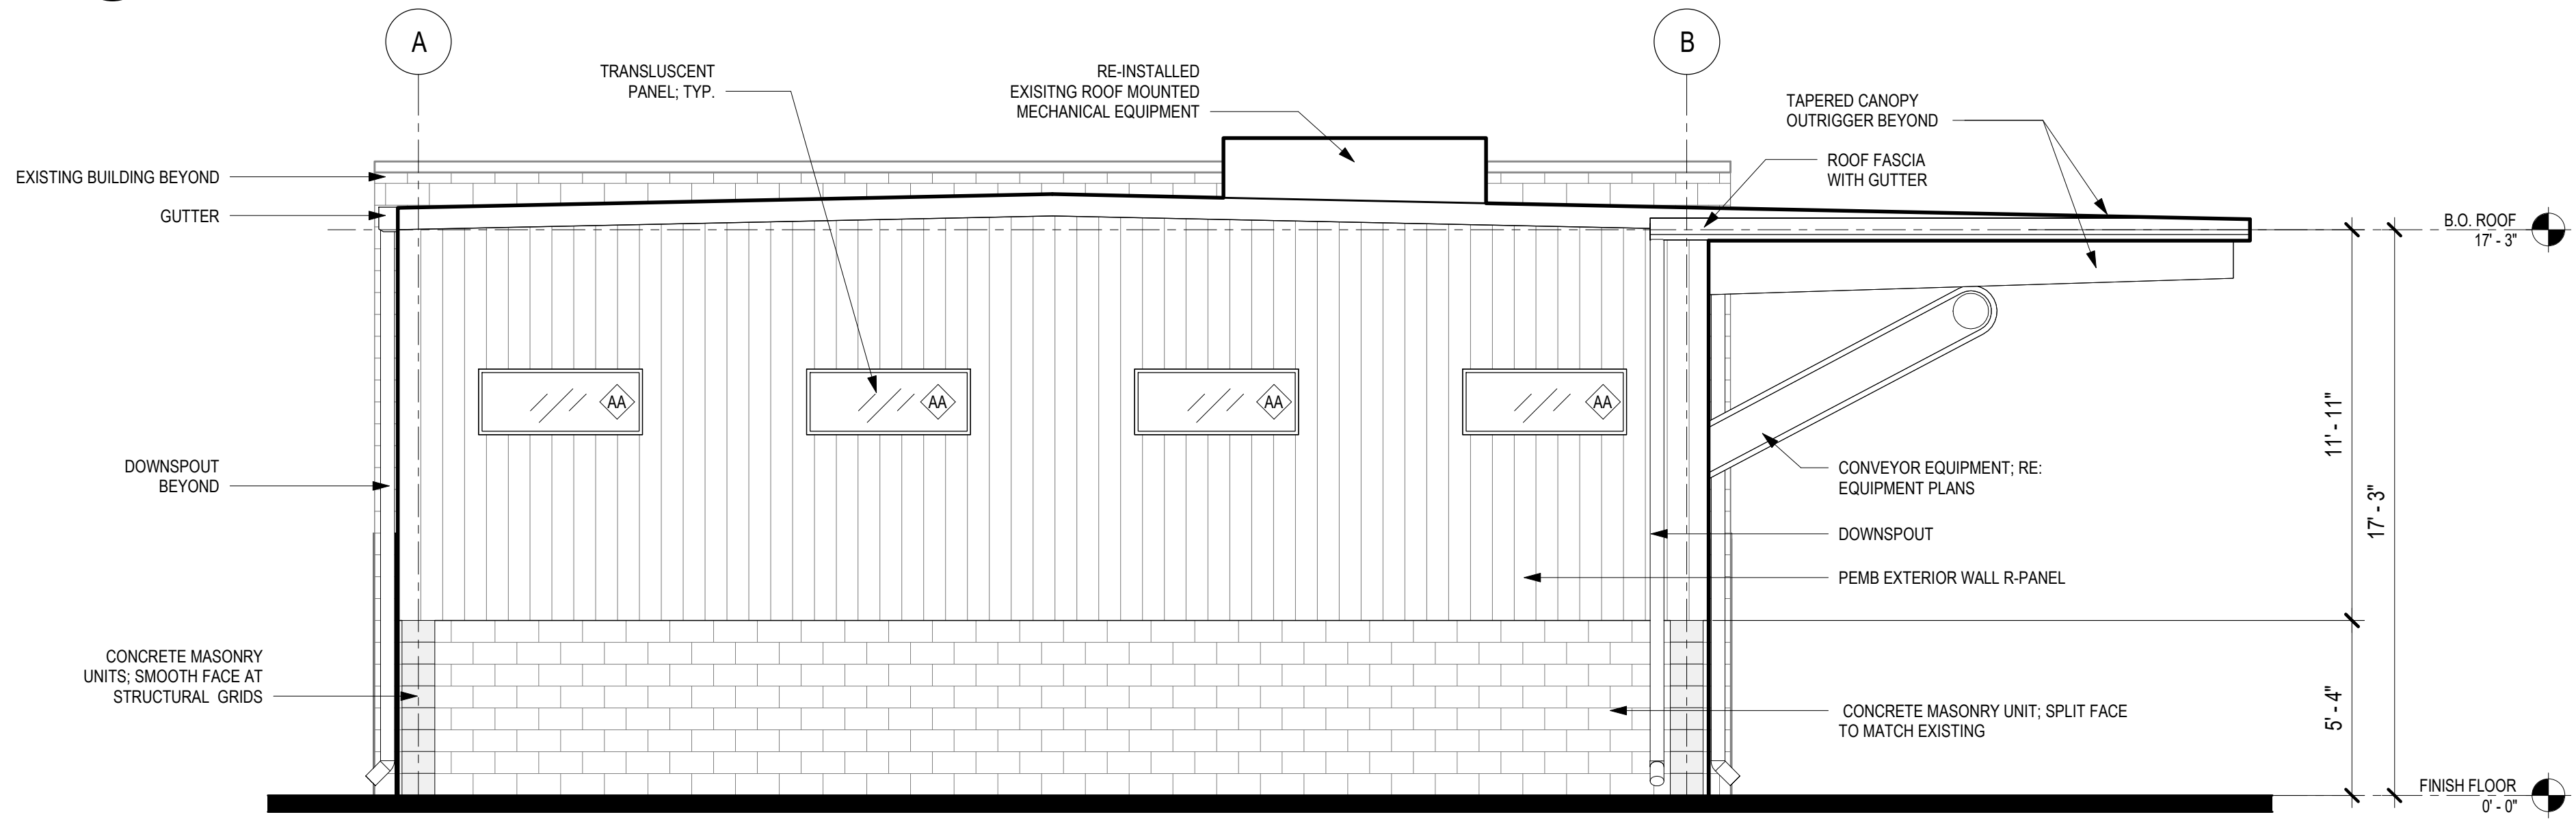 A
B
TRANSLUSCENT
PANEL; TYP.
RE-INSTALLED
EXISITNG ROOF MOUNTED
MECHANICAL EQUIPMENT
TAPERED CANOPY
OUTRIGGER BEYOND
ROOF FASCIA
WITH GUTTER
EXISTING BUILDING BEYOND
GUTTER
B.O. ROOF
17' - 3"
AA
AA
AA
AA
DOWNSPOUT
BEYOND
CONVEYOR EQUIPMENT; RE:
EQUIPMENT PLANS
11' - 11"
17' - 3"
DOWNSPOUT
PEMB EXTERIOR WALL R-PANEL
CONCRETE MASONRY
UNITS; SMOOTH FACE AT
STRUCTURAL GRIDS
CONCRETE MASONRY UNIT; SPLIT FACE
TO MATCH EXISTING
5' - 4"
FINISH FLOOR
0' - 0"